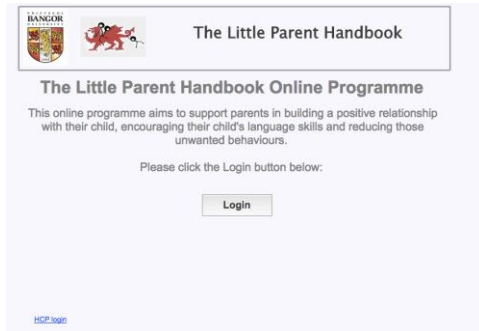 BANGOR
The Little Parent Handbook
The Little Parent Handbook Online Programme
This online programme aims to support parents in building a positive relationship
with their child, encouraging their child's language skills and reducing those
unwanted behaviours.
Please click the Login button below:
Login
HCP login